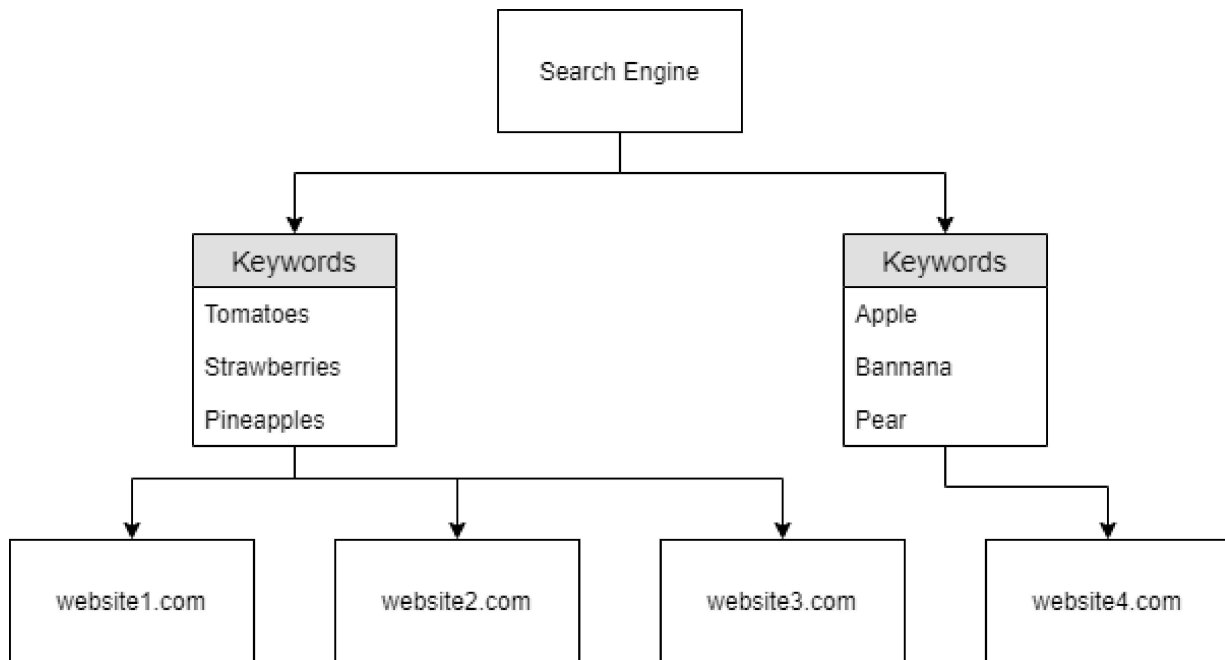 Search Engine
Keywords
Tomatoes
Strawberries
Pineapples
Keywords
Apple
Bannana
Pear
website1.com
website2.com
website3.com
website4.com